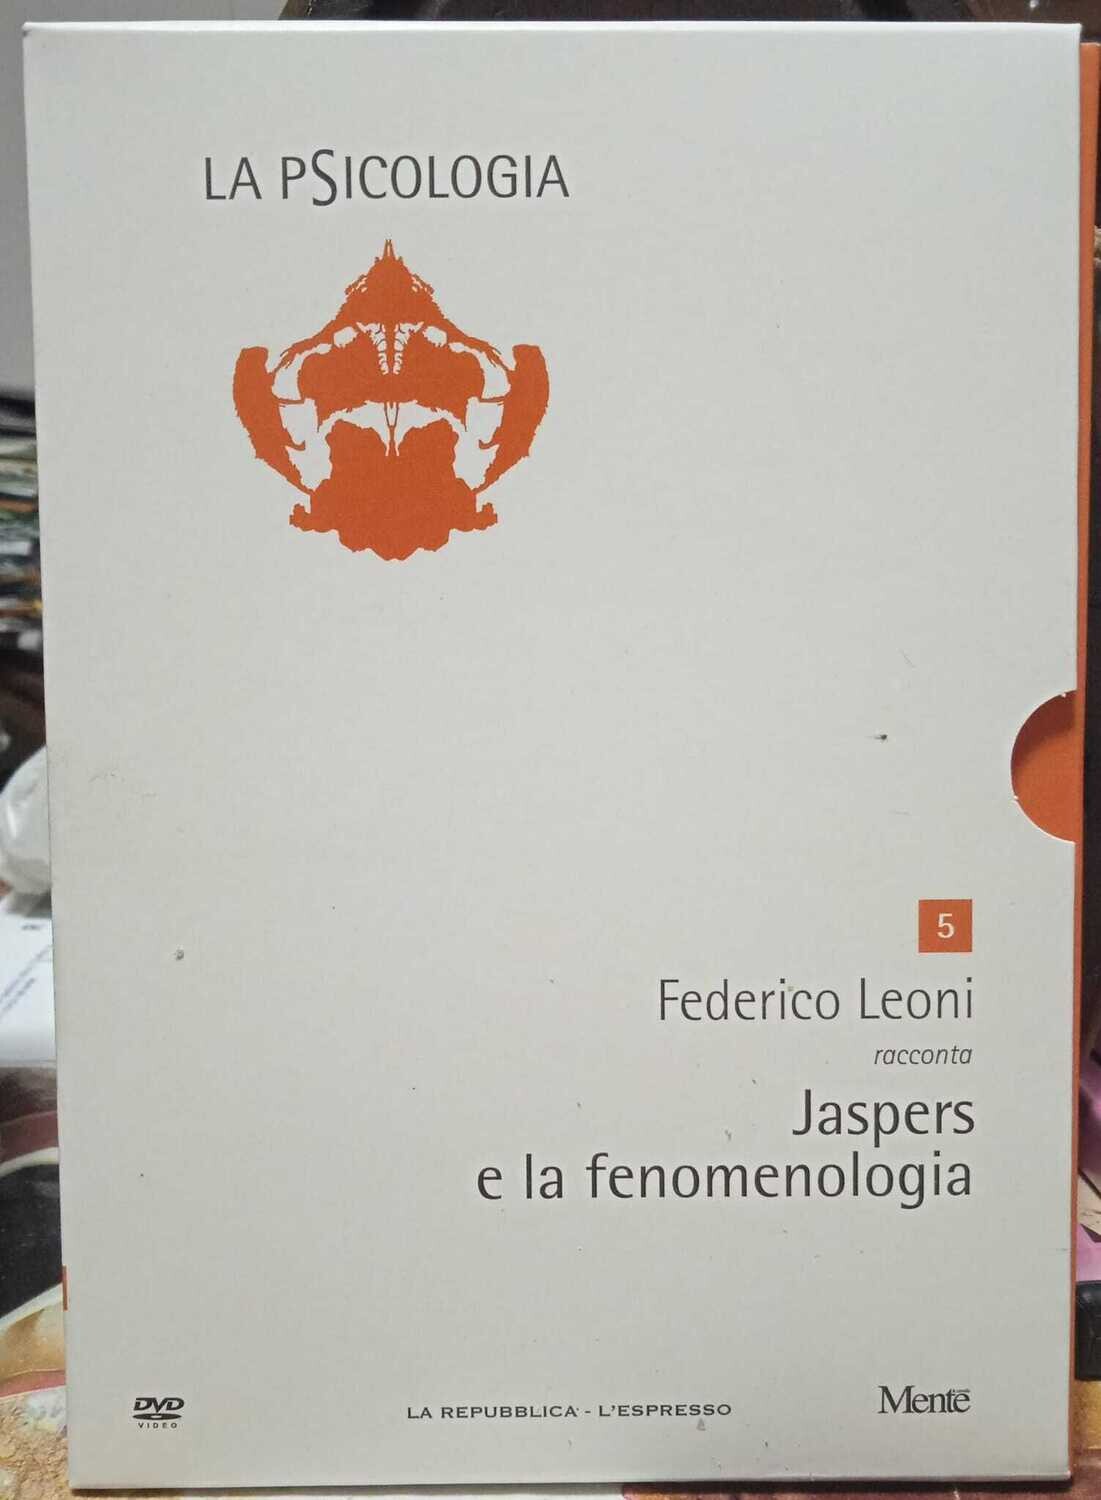 LA PSICOLOGIA
5
Federico Leoni
racconta
Jaspers
e la fenomenologia
DVD
VIDEO
LA REPUBBLICA - L'ESPRESSO
Mente